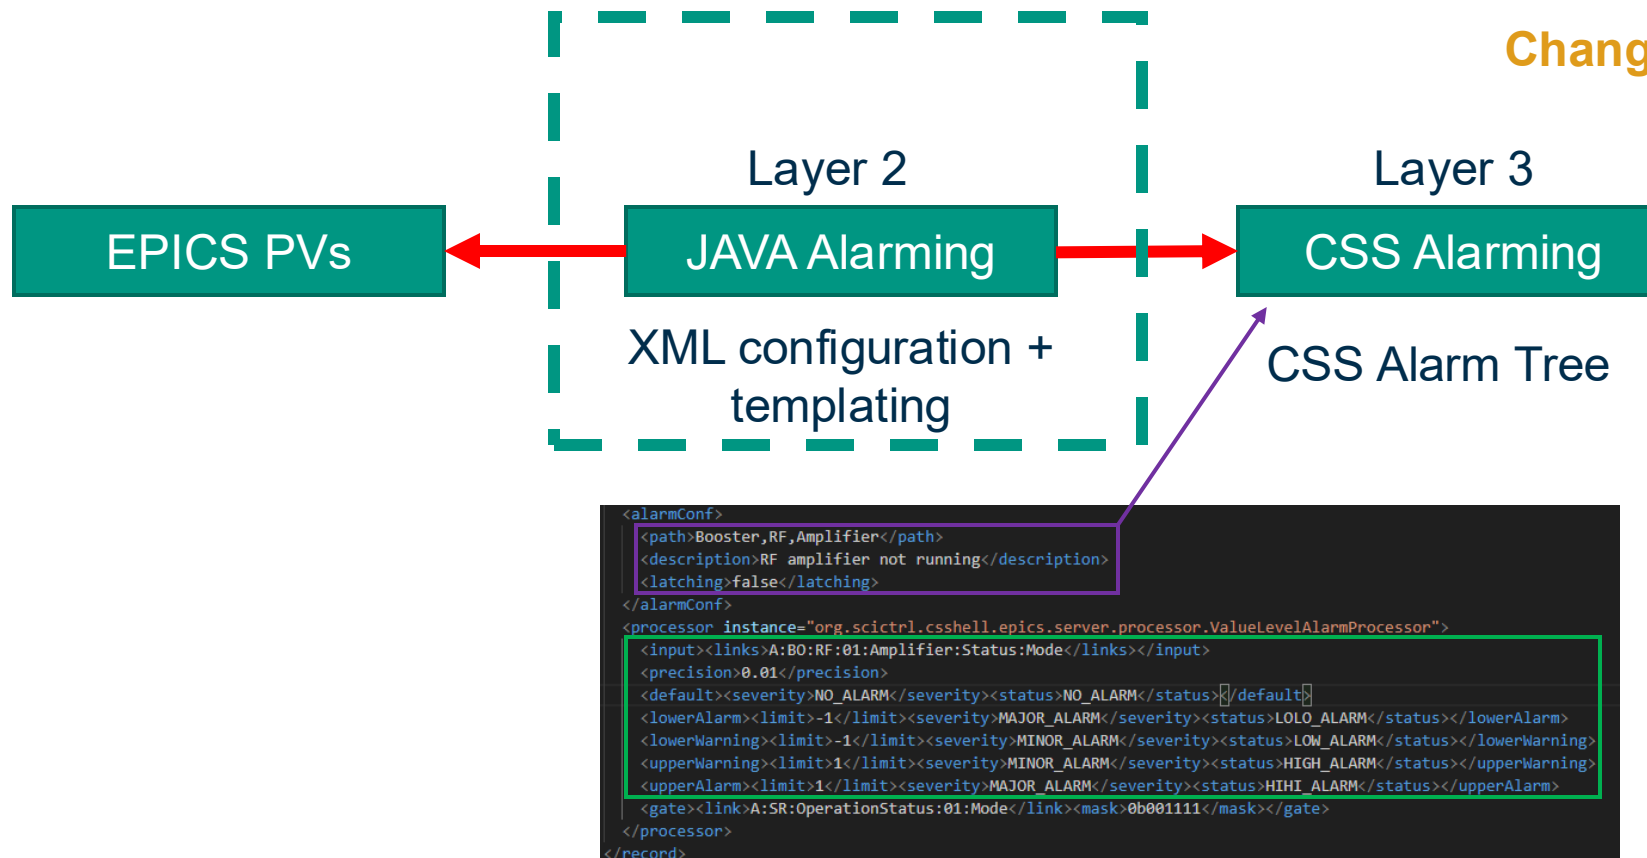 Chang
Layer 2
Layer 3
EPICS PVs
JAVA Alarming
CSS Alarming
XML configuration +
templating
CSS Alarm Tree
<alarmConf>
<path>Booster,RF,Amplifier</path>
<description>RF amplifier not running</description>
<latching>false</latching>
</alarmConf>
<processor instance="org.scictrl.csshell.epics.server.processor.ValueLevelAlarmProcessor">
<input><links>A:BO:RF:01:Amplifier:Status:Mode</links></input>
<precision>0.01</precision>
<default><severity>NO_ALARM</severity><status>NO_ALARM</status></default>
<lowerAlarm><limit>-1</limit><severity>MAJOR_ALARM</severity><status>LOLO_ALARM</status></lowerAlarm>
<lowerWarning><limit>-1</limit><severity>MINOR_ALARM</severity><status>LOW_ALARM</status></lowerWarning>
<upperWarning><limit>1</limit><severity>MINOR_ALARM</severity><status>HIGH_ALARM</status></upperWarning>
<upperAlarm><limit>1</limit><severity>MAJOR_ALARM</severity><status>HIHI_ALARM</status></upperAlarm>
<gate><link>A:SR:OperationStatus:01:Mode</link><mask>0b001111</mask></gate>
</processor>
</record>